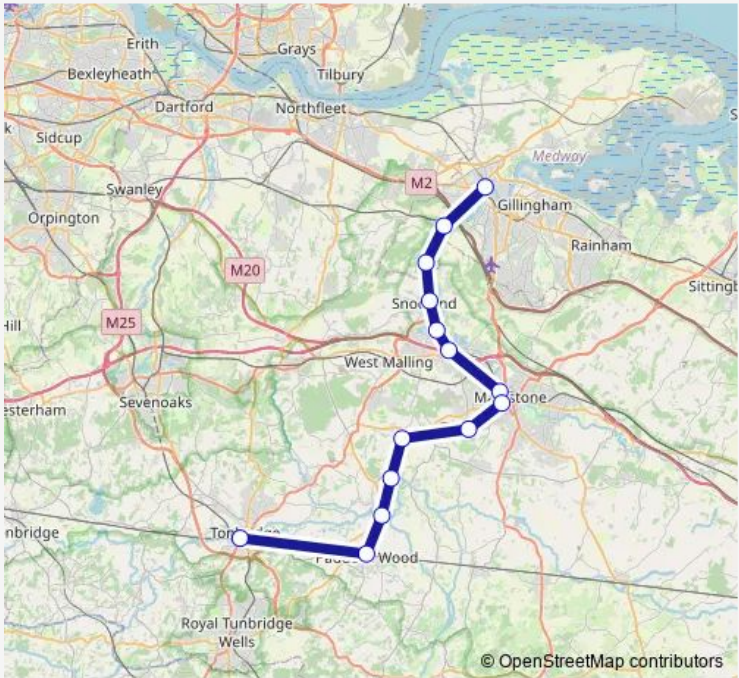 Erith
Grays
Bexleyheath
Tilbury
Dartford
Northfleet
Sidcup
Medway
M2
Swanley
Gillingham
Orpington
Rainham
M20
Sittingb
M25
West Malling
Sevenoaks
esterham
nbridge
Wood
Royal Tunbridge
Wells
© OpenStreetMap contributors